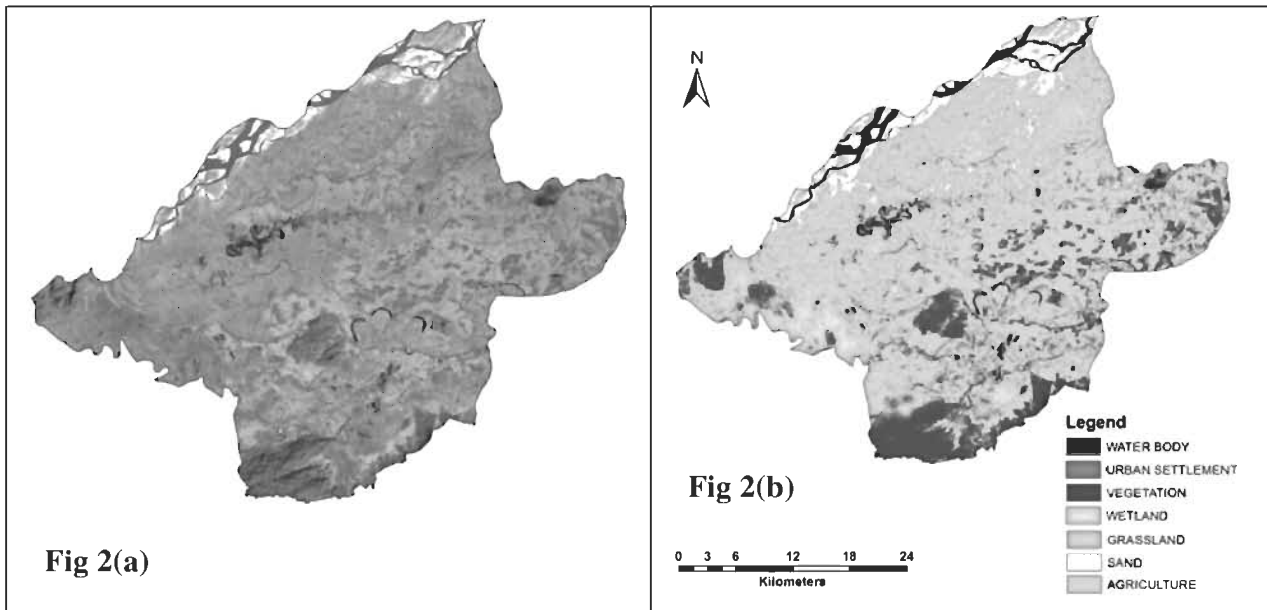 Fig 2(a)
N
Fig 2(b)
0 3 6 12 18 24
Kilometers
Legend
WATER BODY
URBAN SETTLEMENT
VEGETATION
WETLAND
GRASSLAND
SAND
AGRICULTURE